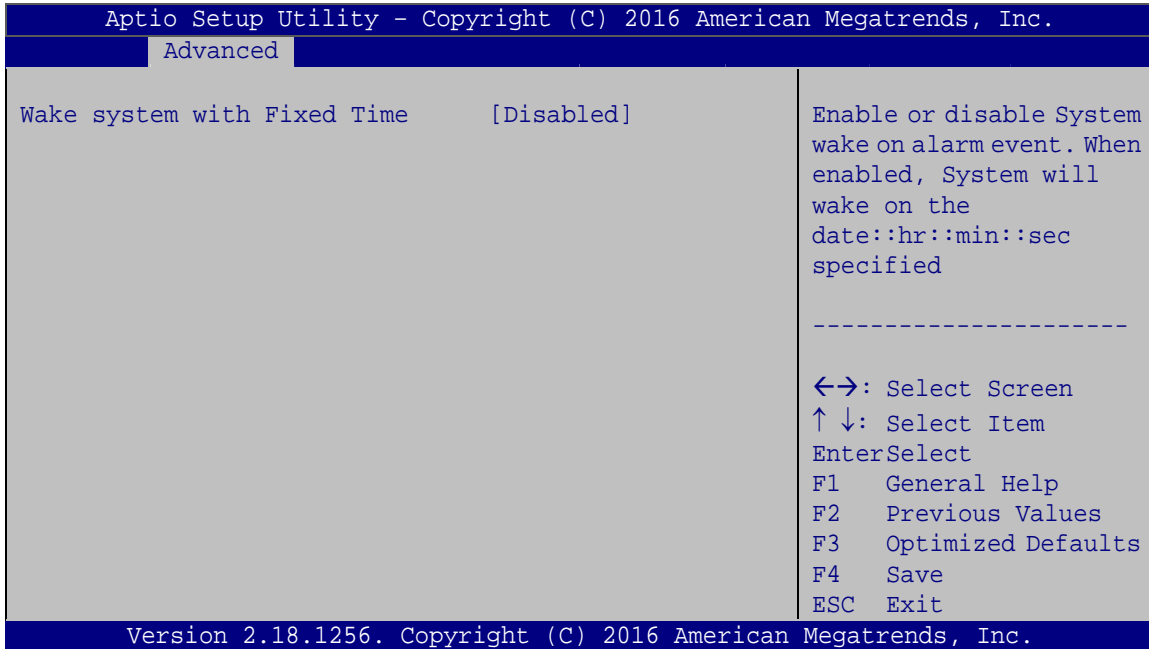 Aptio Setup Utility – Copyright (C) 2016 American Megatrends, Inc.
Advanced
Wake system with Fixed Time [Disabled]
Enable or disable System
wake on alarm event. When
enabled, System will
wake on the
date::hr::min::sec
specified
----------------------
←→: Select Screen
↑ ↓: Select Item
EnterSelect
F1 General Help
F2 Previous Values
F3 Optimized Defaults
F4 Save
ESC Exit
Version 2.18.1256. Copyright (C) 2016 American Megatrends, Inc.